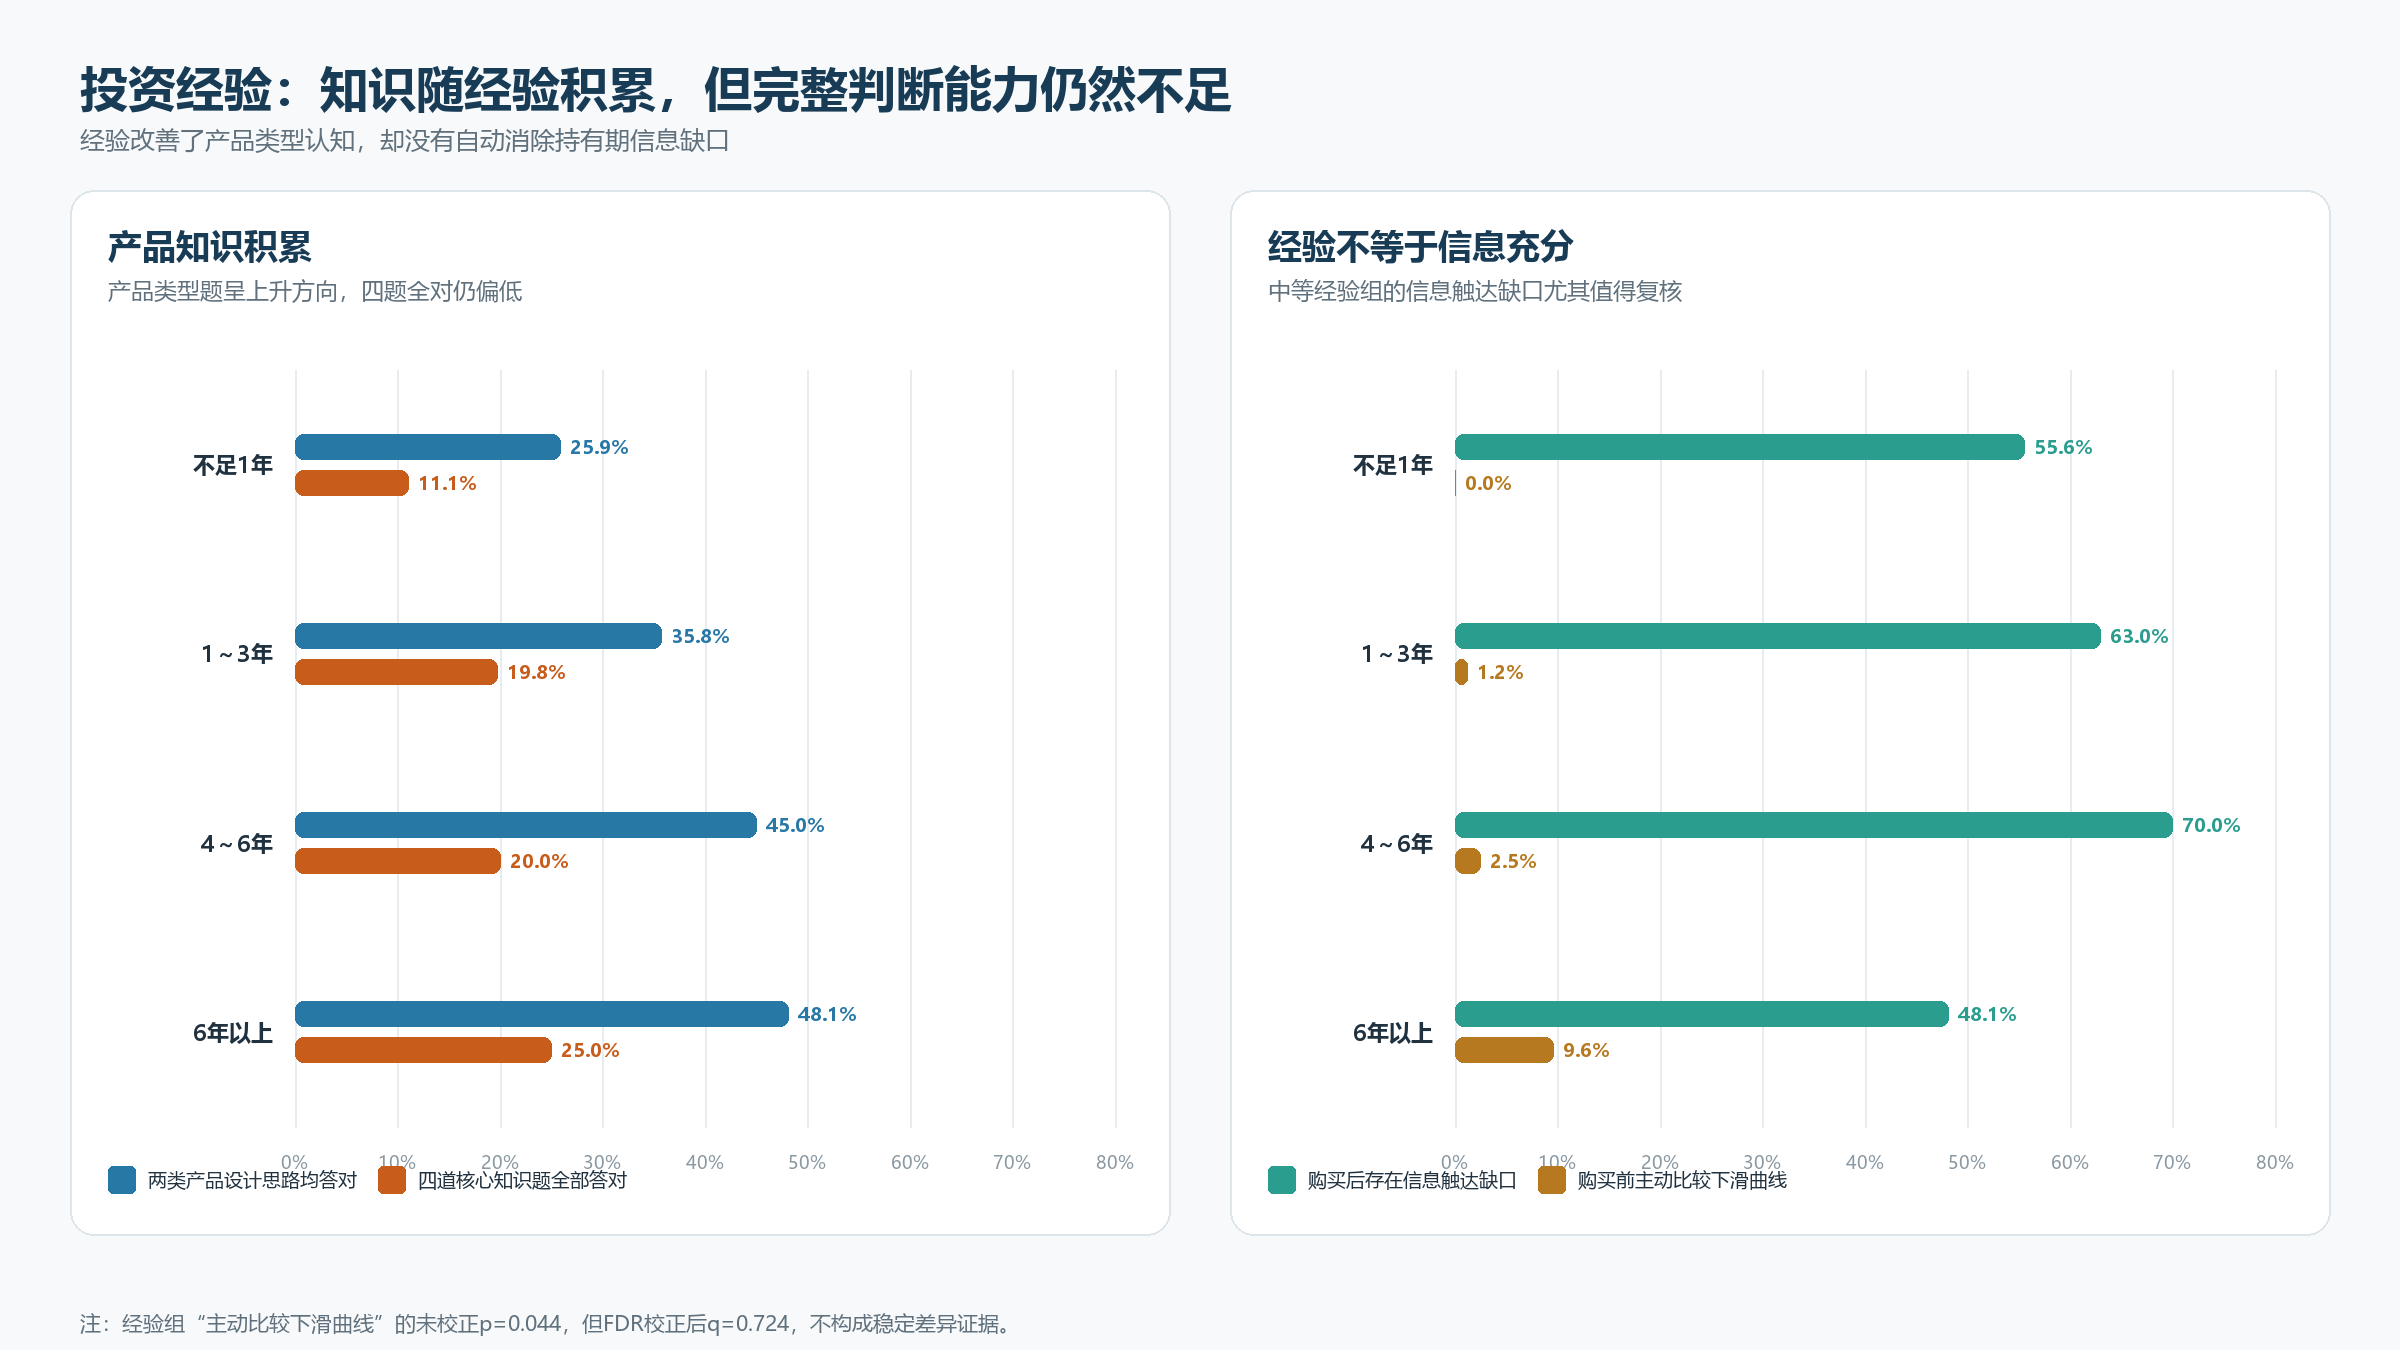 投资经验：知识随经验积累，但完整判断能力仍然不足
经验改善了产品类型认知，却没有自动消除持有期信息缺口
产品知识积累
产品类型题呈上升方向，四题全对仍偏低
不足1年
25.9%
11.1%
1～3年
35.8%
19.8%
4～6年
45.0%
20.0%
6年以上
48.1%
25.0%
0% 10% 20% 30% 40% 50% 60% 70% 80%
两类产品设计思路均答对 四道核心知识题全部答对
经验不等于信息充分
中等经验组的信息触达缺口尤其值得复核
不足1年
55.6%
0.0%
1～3年
63.0%
1.2%
4～6年
70.0%
2.5%
6年以上
48.1%
9.6%
0% 10% 20% 30% 40% 50% 60% 70% 80%
购买后存在信息触达缺口 购买前主动比较下滑曲线
注：经验组“主动比较下滑曲线”的未校正p=0.044，但FDR校正后q=0.724，不构成稳定差异证据。